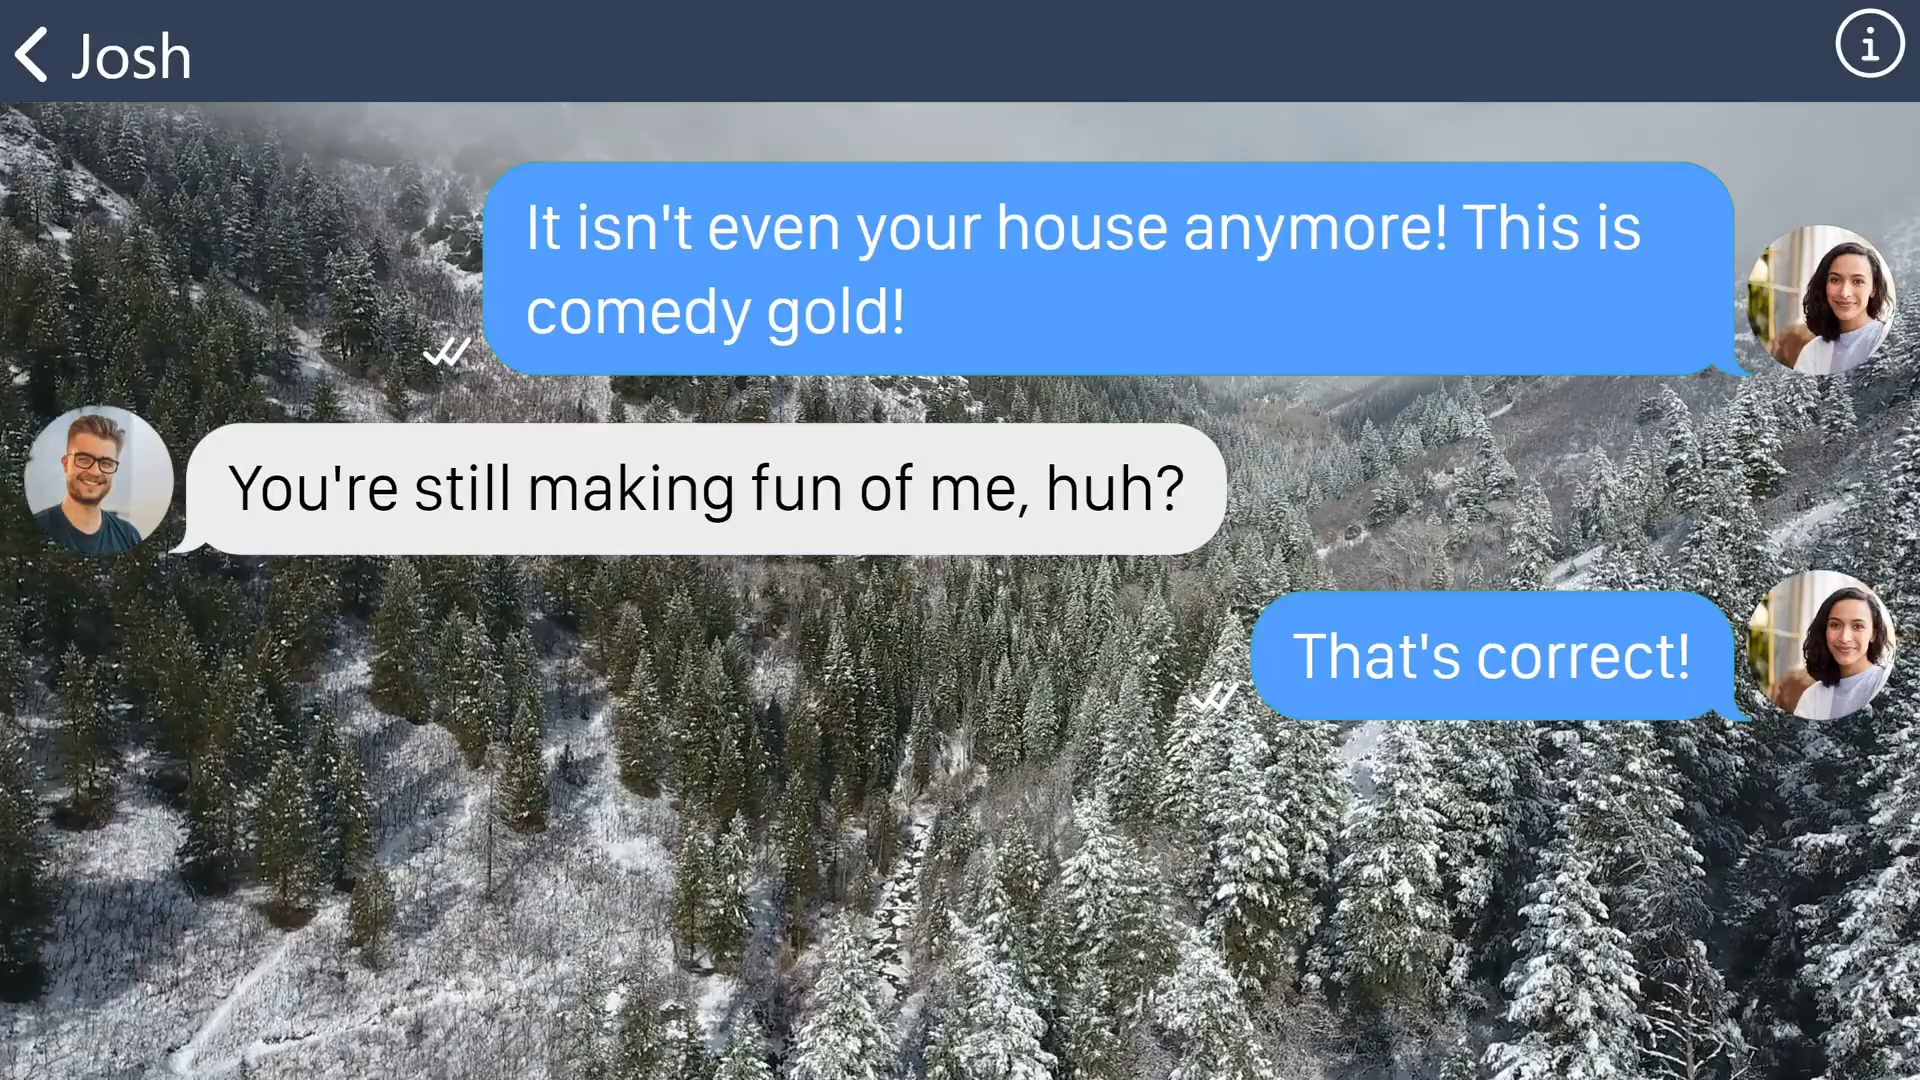 Josh
It isn't even your house anymore! This is
comedy gold!
You're still making fun of me, huh?
That's correct!